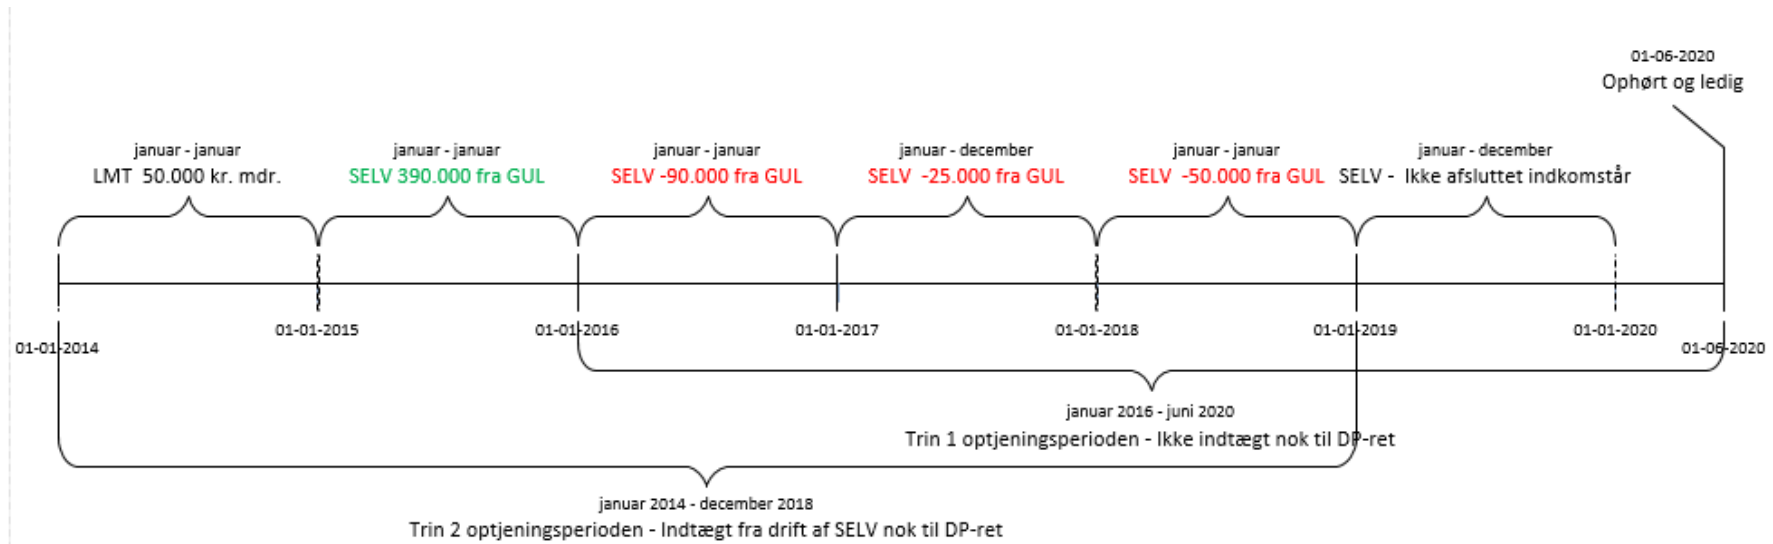 01-06-2020
Ophørt og ledig
januar - januar
LMT  50.000 kr. mdr.
januar - januar
SELV 390.000 fra GUL
januar - januar
SELV -90.000 fra GUL
januar - december
SELV  -25.000 fra GUL
januar - januar
SELV  -50.000 fra GUL
januar - december
SELV -  Ikke afsluttet indkomstår
01-01-2014
01-01-2015
01-01-2016
01-01-2017
01-01-2018
01-01-2019
01-01-2020
01-06-2020
januar 2016 - juni 2020
Trin 1 optjeningsperioden - Ikke indtægt nok til DP-ret
januar 2014 - december 2018
Trin 2 optjeningsperioden - Indtægt fra drift af SELV nok til DP-ret